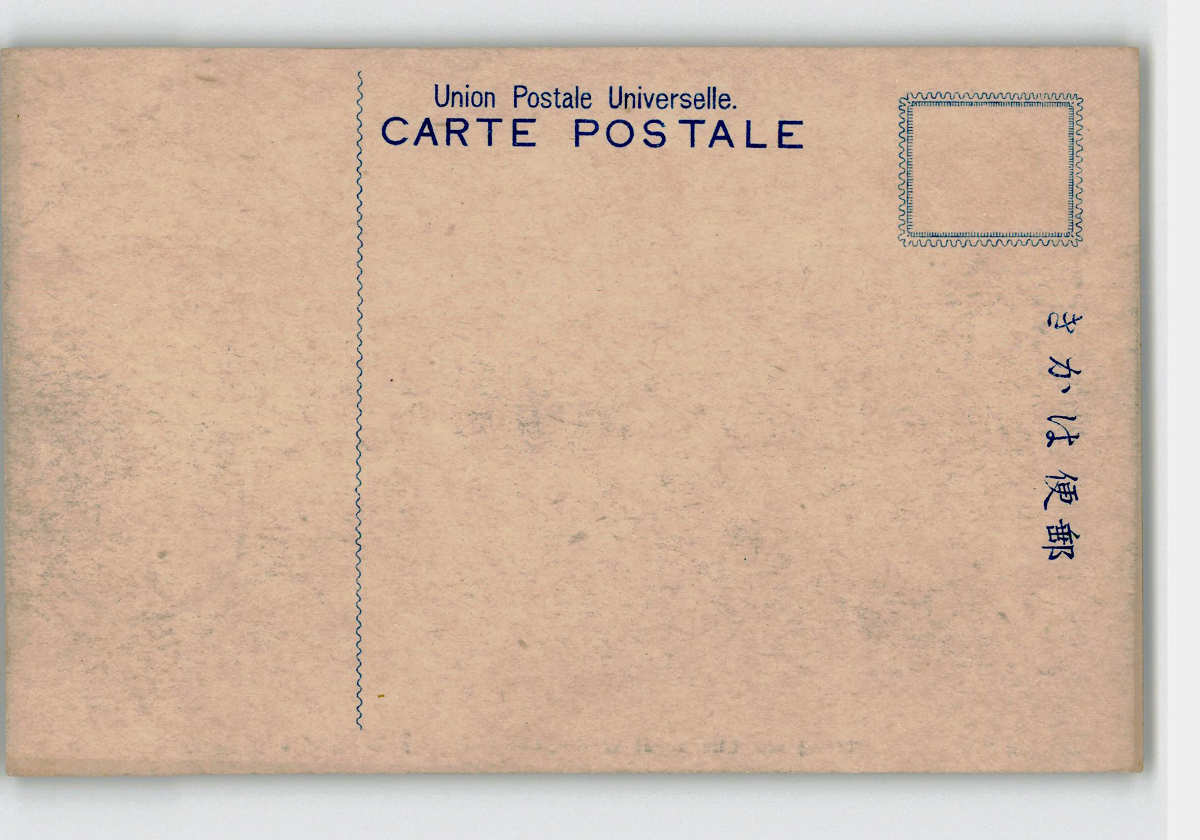 Union Postale Universelle.
CARTE POSTALE
郵便はかき